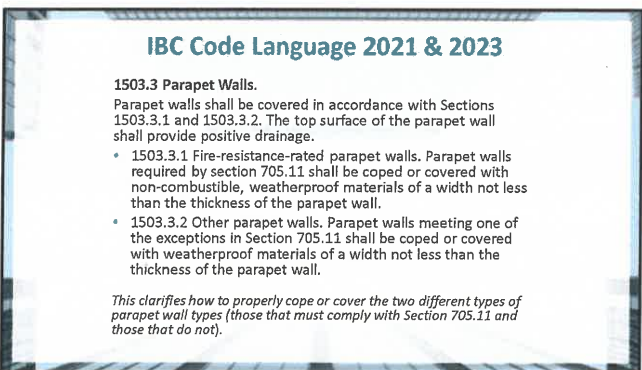 IBC Code Language 2021 & 2023
1503.3 Parapet Walls.
Parapet walls shall be covered in accordance with Sections
1503.3.1 and 1503.3.2. The top surface of the parapet wall
shall provide positive drainage.
• 1503.3.1 Fire-resistance-rated parapet walls. Parapet walls
required by section 705.11 shall be coped or covered with
non-combustible, weatherproof materials of a width not less
than the thickness of the parapet wall.
• 1503.3.2 Other parapet walls. Parapet walls meeting one of
the exceptions in Section 705.11 shall be coped or covered
with weatherproof materials of a width not less than the
thickness of the parapet wall.
This clarifies how to properly cope or cover the two different types of
parapet wall types (those that must comply with Section 705.11 and
those that do not).